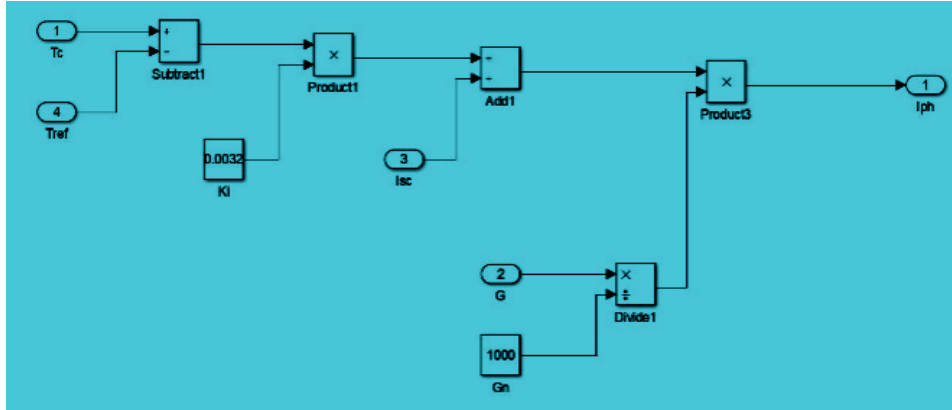 1
Tc
+
−
Subtract1
4
Tref
×
Product1
0.0032
Ki
÷
÷
Add1
3
Isc
×
Product3
1
Iph
2
G
×
÷
Divide1
1000
Gn